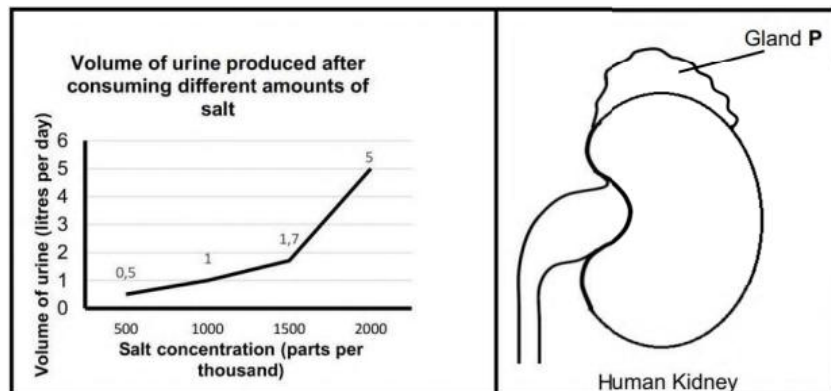 Volume of urine produced after
consuming different amounts of
salt
Volume of urine (litres per day)
6
5
4
3
2
1
0
0,5
1
1,7
5
500 1000 1500 2000
Salt concentration (parts per
thousand)
Gland P
Human Kidney